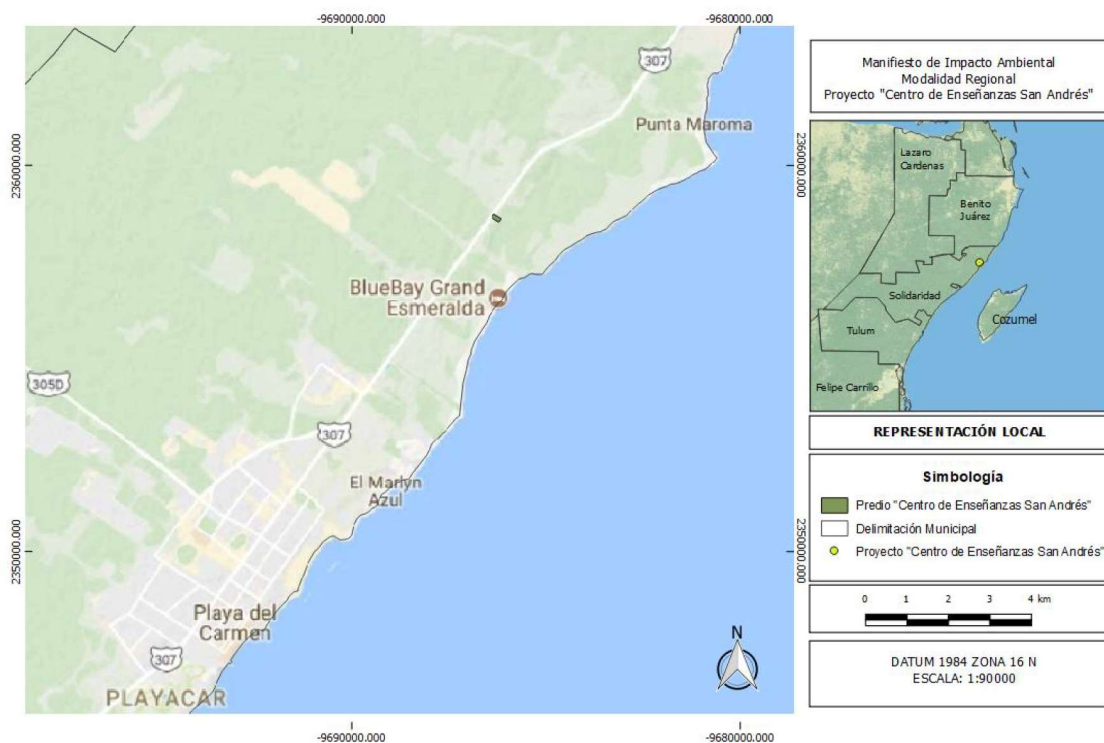 -9690000.000
-9680000.000
307
Punta Maroma
2360000.000
2360000.000
BlueBay Grand
Esmeralda
305D
307
El Marlyn
Azul
2350000.000
2350000.000
Playa del
Carmen
307
PLAYACAR
N
-9690000.000
-9680000.000
Manifiesto de Impacto Ambiental
Modalidad Regional
Proyecto "Centro de Enseñanzas San Andrés"
Lazaro
Cardenas
Benito
Juárez
Solidaridad
Cozumel
Tulum
Felipe Carrillo
REPRESENTACIÓN LOCAL
Simbología
Predio "Centro de Enseñanzas San Andrés"
Delimitación Municipal
Proyecto "Centro de Enseñanzas San Andrés"
0 1 2 3 4 km
DATUM 1984 ZONA 16 N
ESCALA: 1:90000